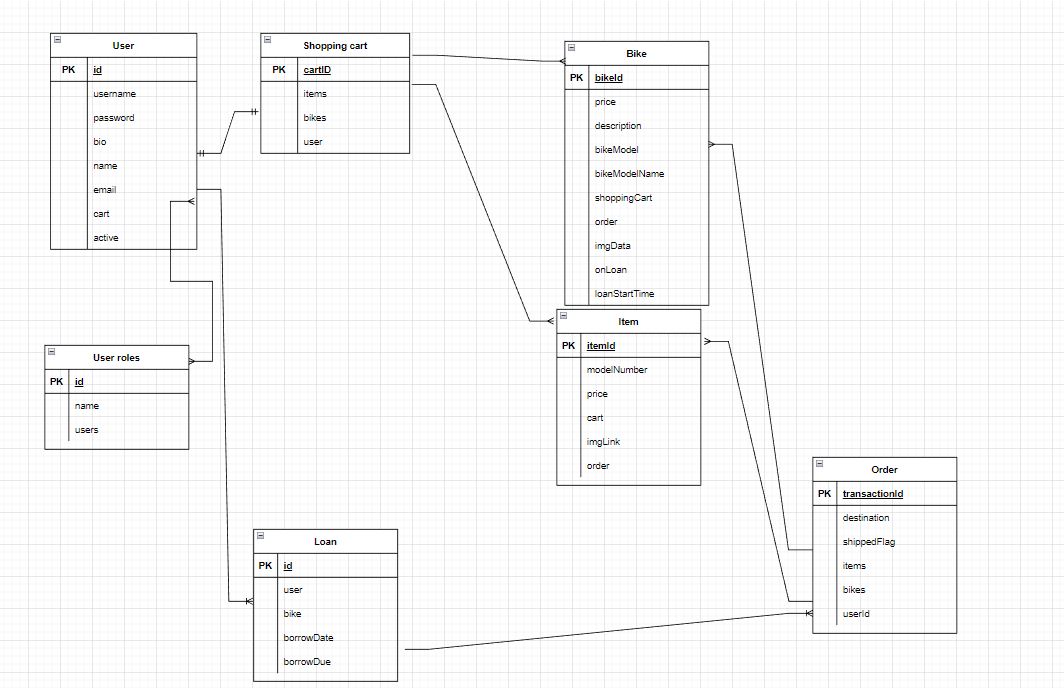 User
PK id
username
password
bio
name
email
cart
active
Shopping cart
PK cartID
items
bikes
user
Bike
PK bikeId
price
description
bikeModel
bikeModelName
shoppingCart
order
imgData
onLoan
loanStartTime
Item
PK itemId
modelNumber
price
cart
imgLink
order
User roles
PK id
name
users
Order
PK transactionId
destination
shippedFlag
items
bikes
userId
Loan
PK id
user
bike
borrowDate
borrowDue